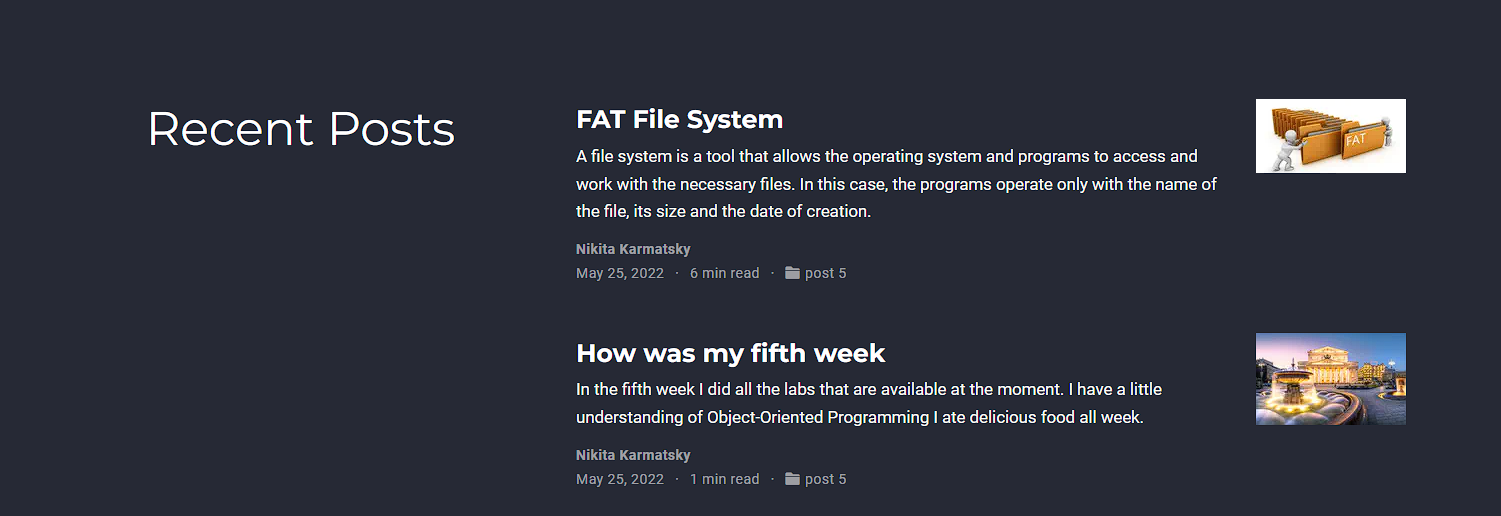 Recent Posts
FAT File System
A file system is a tool that allows the operating system and programs to access and
work with the necessary files. In this case, the programs operate only with the name of
the file, its size and the date of creation.
Nikita Karmatsky
May 25, 2022 · 6 min read · post 5
FAT
How was my fifth week
In the fifth week I did all the labs that are available at the moment. I have a little
understanding of Object-Oriented Programming I ate delicious food all week.
Nikita Karmatsky
May 25, 2022 · 1 min read · post 5